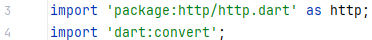 3 import 'package:http/http.dart' as http;
4 import 'dart:convert';